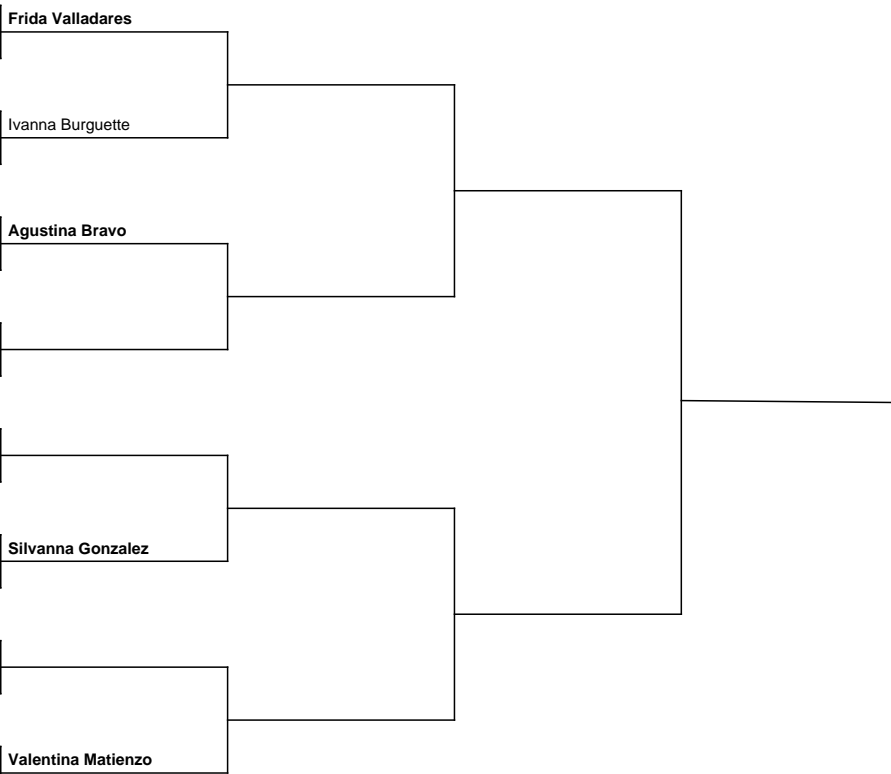 Frida Valladares
Ivanna Burguette
Agustina Bravo
Silvanna Gonzalez
Valentina Matienzo